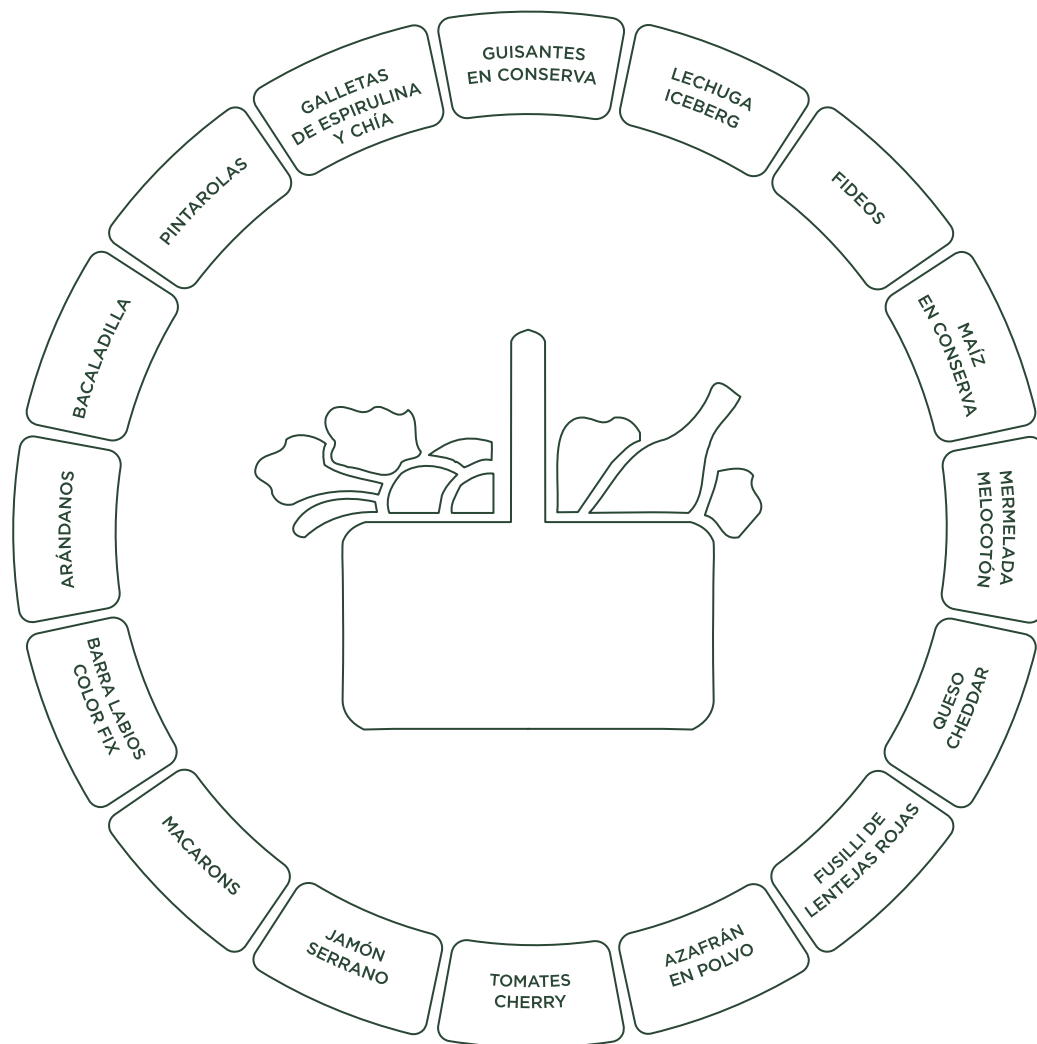 GUISANTES
EN CONSERVA
LECHUGA
ICEBERG
FIDEOS
MAÍZ
EN CONSERVA
MERMELADA
MELOCOTÓN
QUESO
CHEDDAR
FUSILLI DE
LENTEJAS ROJAS
AZAFRÁN
EN POLVO
TOMATES
CHERRY
JAMÓN
SERRANO
MACARONS
BARRA LABIOS
COLOR FIX
ARÁNDANOS
BACALADILLA
PINTAROLAS
GALLETAS
DE ESPIRULINA
Y CHÍA